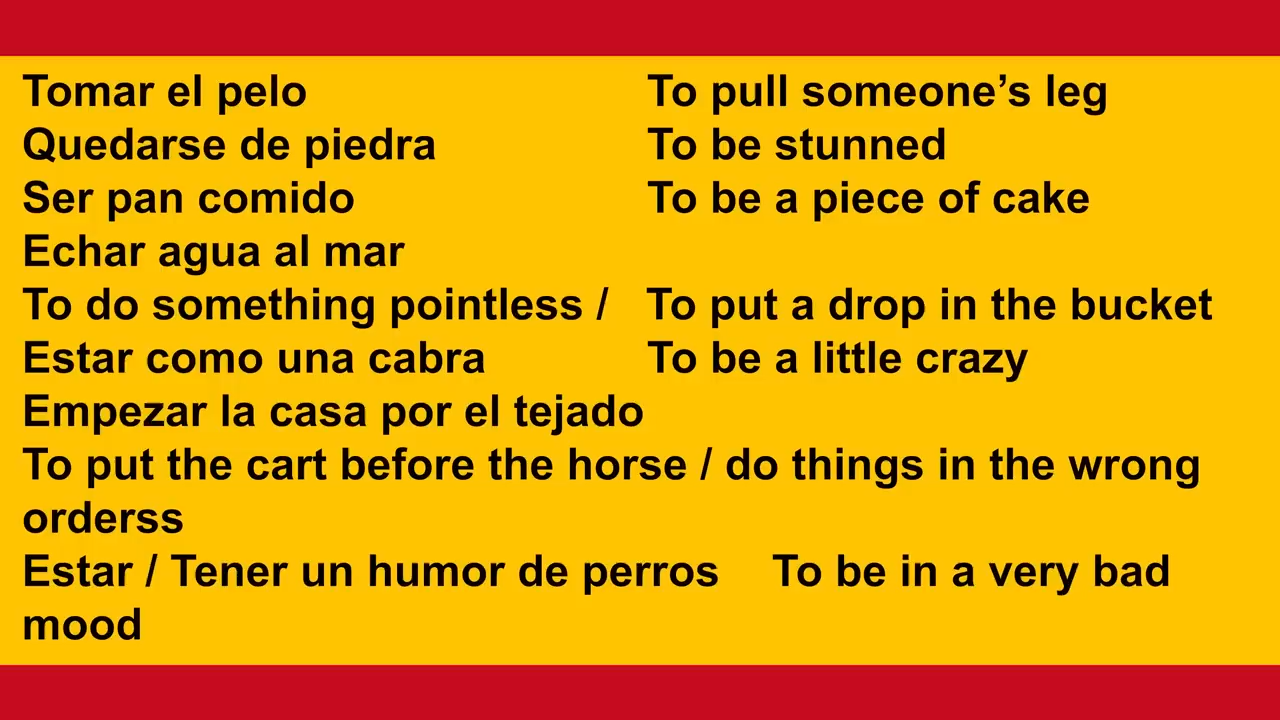 Tomar el pelo To pull someone’s leg
Quedarse de piedra To be stunned
Ser pan comido To be a piece of cake
Echar agua al mar
To do something pointless / To put a drop in the bucket
Estar como una cabra To be a little crazy
Empezar la casa por el tejado
To put the cart before the horse / do things in the wrong
orderss
Estar / Tener un humor de perros To be in a very bad
mood